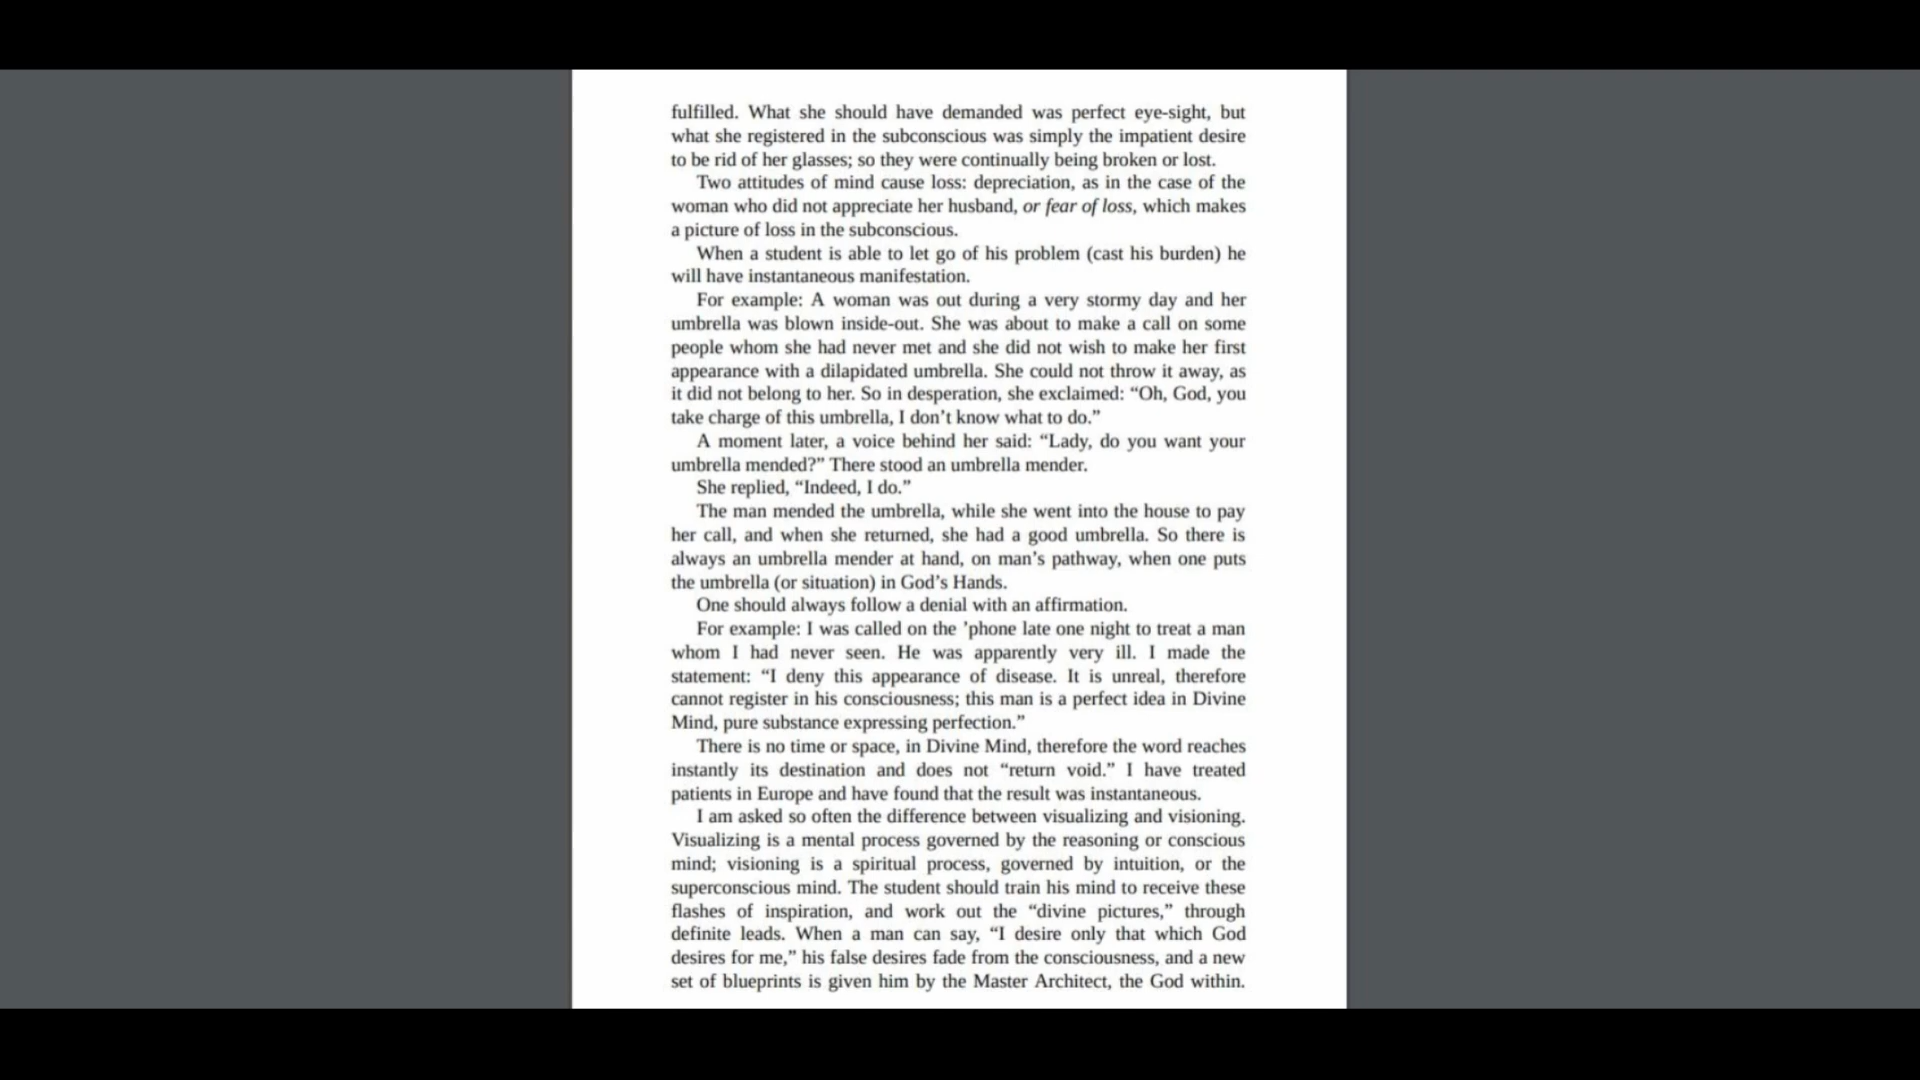 fulfilled. What she should have demanded was perfect eye-sight, but
what she registered in the subconscious was simply the impatient desire
to be rid of her glasses; so they were continually being broken or lost.
Two attitudes of mind cause loss: depreciation, as in the case of the
woman who did not appreciate her husband, or fear of loss, which makes
a picture of loss in the subconscious.
When a student is able to let go of his problem (cast his burden) he
will have instantaneous manifestation.
For example: A woman was out during a very stormy day and her
umbrella was blown inside-out. She was about to make a call on some
people whom she had never met and she did not wish to make her first
appearance with a dilapidated umbrella. She could not throw it away, as
it did not belong to her. So in desperation, she exclaimed: “Oh, God, you
take charge of this umbrella, I don’t know what to do.”
A moment later, a voice behind her said: “Lady, do you want your
umbrella mended?” There stood an umbrella mender.
She replied, “Indeed, I do.”
The man mended the umbrella, while she went into the house to pay
her call, and when she returned, she had a good umbrella. So there is
always an umbrella mender at hand, on man’s pathway, when one puts
the umbrella (or situation) in God’s Hands.
One should always follow a denial with an affirmation.
For example: I was called on the ’phone late one night to treat a man
whom I had never seen. He was apparently very ill. I made the
statement: “I deny this appearance of disease. It is unreal, therefore
cannot register in his consciousness; this man is a perfect idea in Divine
Mind, pure substance expressing perfection.”
There is no time or space, in Divine Mind, therefore the word reaches
instantly its destination and does not “return void.” I have treated
patients in Europe and have found that the result was instantaneous.
I am asked so often the difference between visualizing and visioning.
Visualizing is a mental process governed by the reasoning or conscious
mind; visioning is a spiritual process, governed by intuition, or the
superconscious mind. The student should train his mind to receive these
flashes of inspiration, and work out the “divine pictures,” through
definite leads. When a man can say, “I desire only that which God
desires for me,” his false desires fade from the consciousness, and a new
set of blueprints is given him by the Master Architect, the God within.